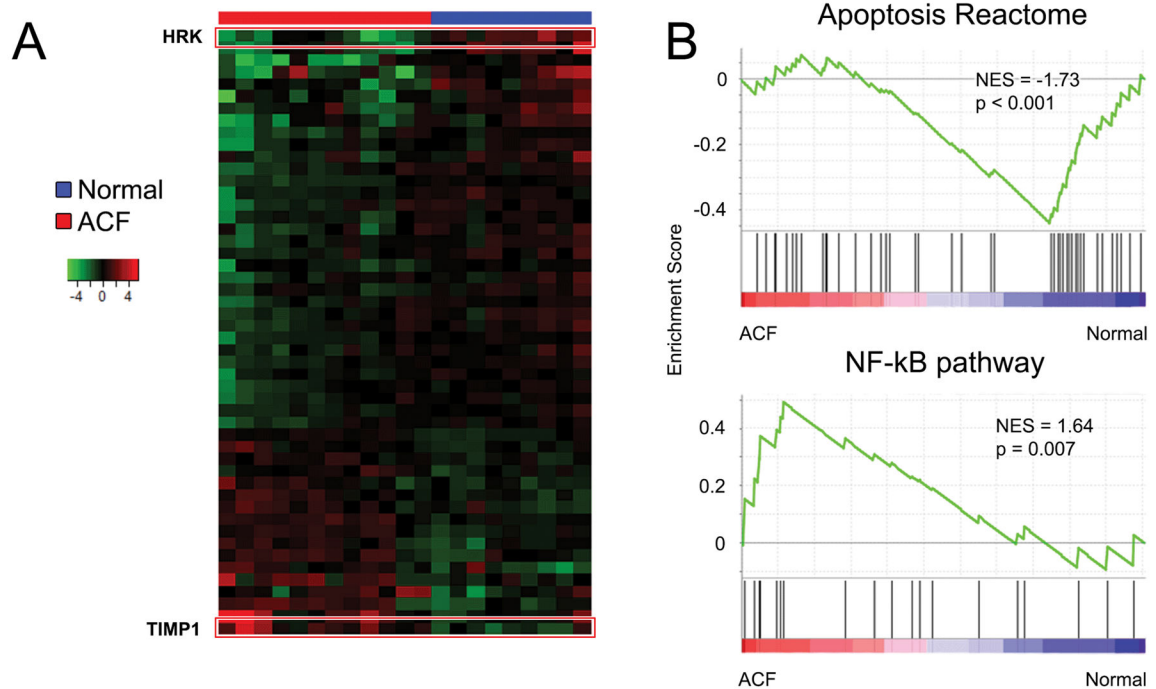 A
HRK
Normal
ACF
-4 0 4
TIMP1
B
Apoptosis Reactome
NES = -1.73
p < 0.001
0
-0.2
-0.4
Enrichment Score
ACF Normal
NF-kB pathway
NES = 1.64
p = 0.007
0.4
0.2
0
ACF Normal